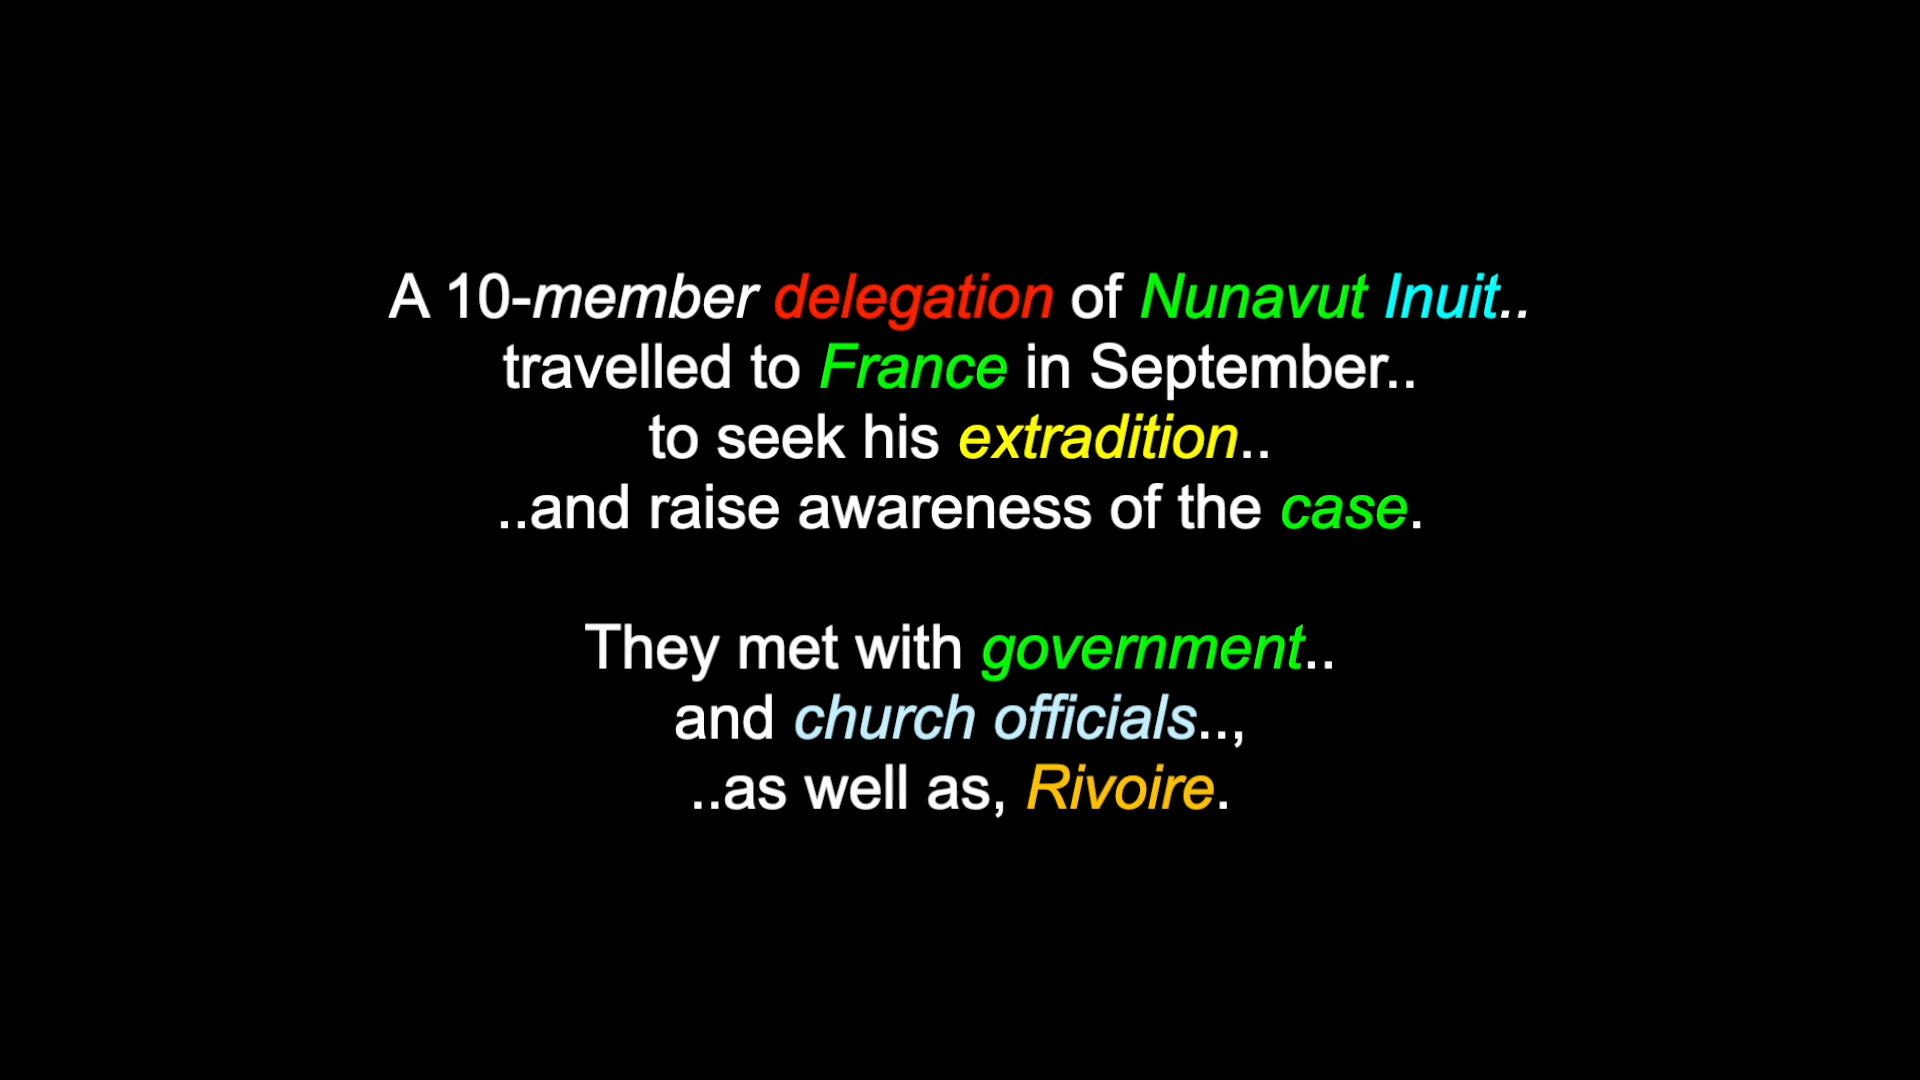 A 10-member delegation of Nunavut Inuit..
travelled to France in September..
to seek his extradition..
..and raise awareness of the case.
They met with government..
and church officials..,
..as well as, Rivoire.